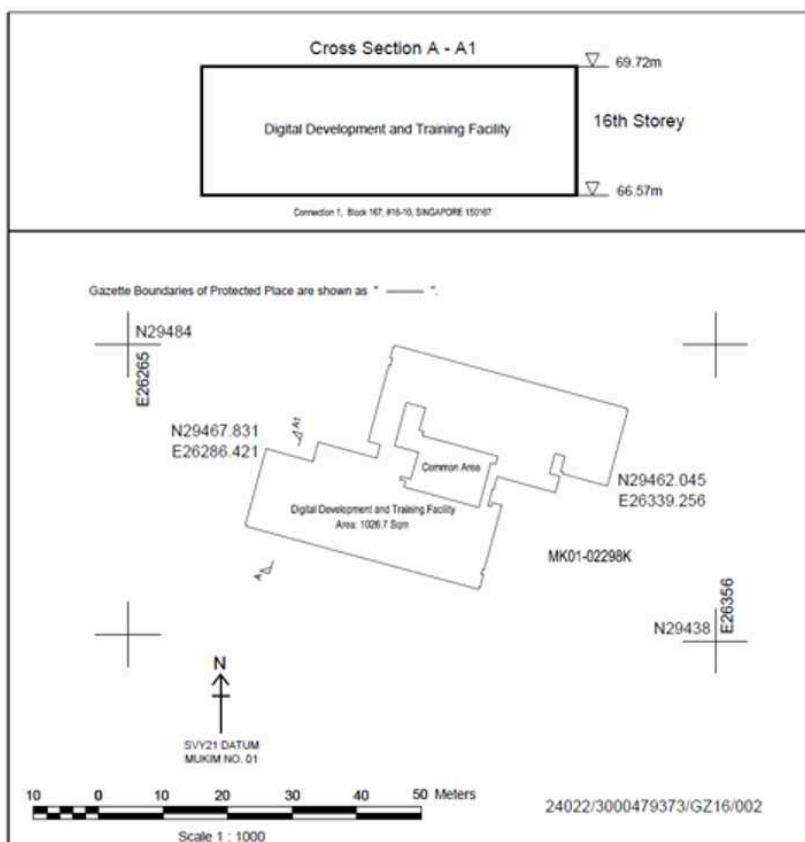 Cross Section A - A1
69.72m
Digital Development and Training Facility
16th Storey
66.57m
Connection 1, Block 167, #16-10, SINGAPORE 150167
Gazette Boundaries of Protected Place are shown as " —— ".
N29484
E26265
A1
N29467.831
E26286.421
Common Area
N29462.045
E26339.256
Digital Development and Training Facility
Area: 1026.7 Sqm
MK01-02298K
A
E26356
N29438
N
SVY21 DATUM
MUKIM NO. 01
10 0 10 20 30 40 50 Meters
Scale 1 : 1000
24022/3000479373/GZ16/002